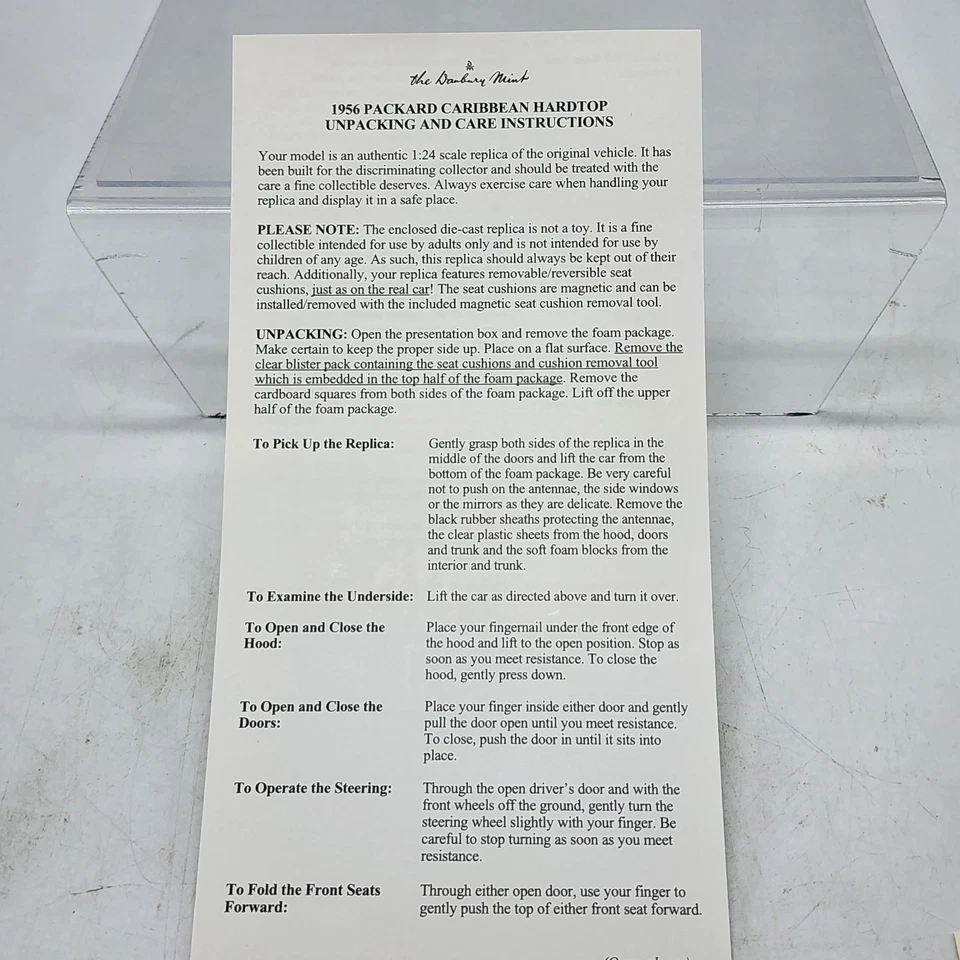 the Danbury Mint
1956 PACKARD CARIBBEAN HARDTOP
UNPACKING AND CARE INSTRUCTIONS
Your model is an authentic 1:24 scale replica of the original vehicle. It has
been built for the discriminating collector and should be treated with the
care a fine collectible deserves. Always exercise care when handling your
replica and display it in a safe place.
PLEASE NOTE: The enclosed die-cast replica is not a toy. It is a fine
collectible intended for use by adults only and is not intended for use by
children of any age. As such, this replica should always be kept out of their
reach. Additionally, your replica features removable/reversible seat
cushions, just as on the real car! The seat cushions are magnetic and can be
installed/removed with the included magnetic seat cushion removal tool.
UNPACKING: Open the presentation box and remove the foam package.
Make certain to keep the proper side up. Place on a flat surface. Remove the
clear blister pack containing the seat cushions and cushion removal tool
which is embedded in the top half of the foam package. Remove the
cardboard squares from both sides of the foam package. Lift off the upper
half of the foam package.
To Pick Up the Replica:
Gently grasp both sides of the replica in the
middle of the doors and lift the car from the
bottom of the foam package. Be very careful
not to push on the antennae, the side windows
or the mirrors as they are delicate. Remove the
black rubber sheaths protecting the antennae,
the clear plastic sheets from the hood, doors
and trunk and the soft foam blocks from the
interior and trunk.
To Examine the Underside:
Lift the car as directed above and turn it over.
To Open and Close the
Hood:
Place your fingernail under the front edge of
the hood and lift to the open position. Stop as
soon as you meet resistance. To close the
hood, gently press down.
To Open and Close the
Doors:
Place your finger inside either door and gently
pull the door open until you meet resistance.
To close, push the door in until it sits into
place.
To Operate the Steering:
Through the open driver's door and with the
front wheels off the ground, gently turn the
steering wheel slightly with your finger. Be
careful to stop turning as soon as you meet
resistance.
To Fold the Front Seats
Forward:
Through either open door, use your finger to
gently push the top of either front seat forward.